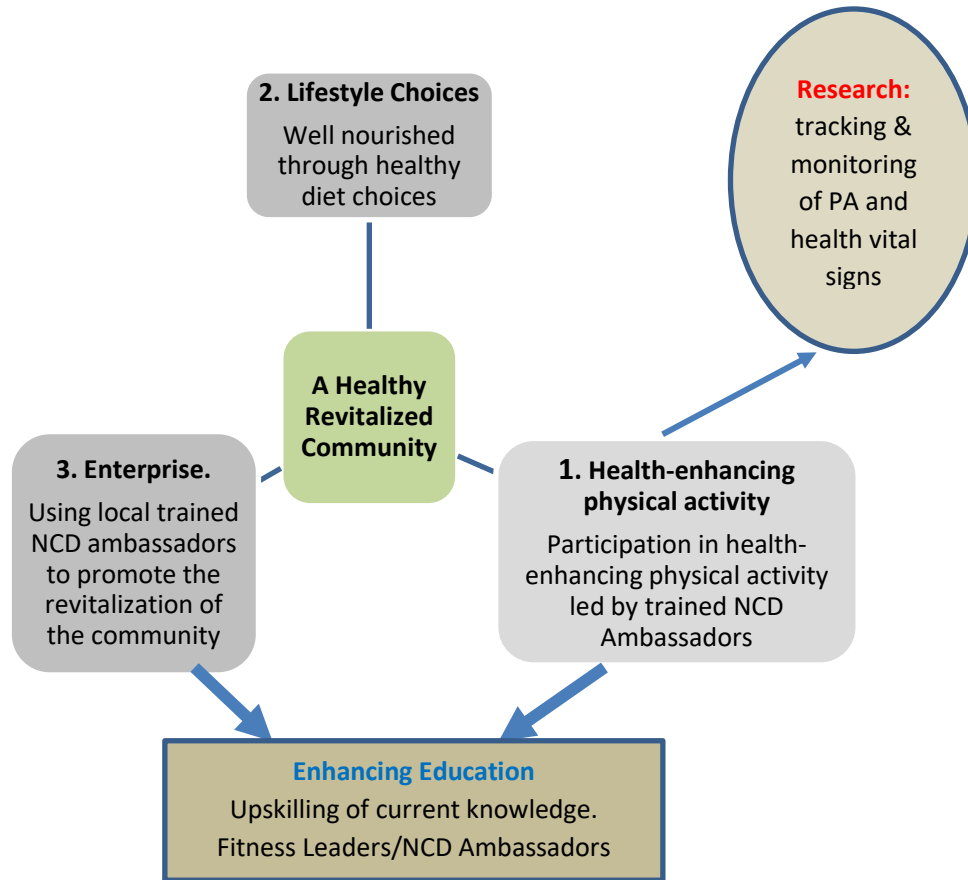 2. Lifestyle Choices
Well nourished
through healthy
diet choices
Research:
tracking &
monitoring
of PA and
health vital
signs
A Healthy
Revitalized
Community
3. Enterprise.
Using local trained
NCD ambassadors
to promote the
revitalization of
the community
1. Health-enhancing
physical activity
Participation in health-
enhancing physical activity
led by trained NCD
Ambassadors
Enhancing Education
Upskilling of current knowledge.
Fitness Leaders/NCD Ambassadors